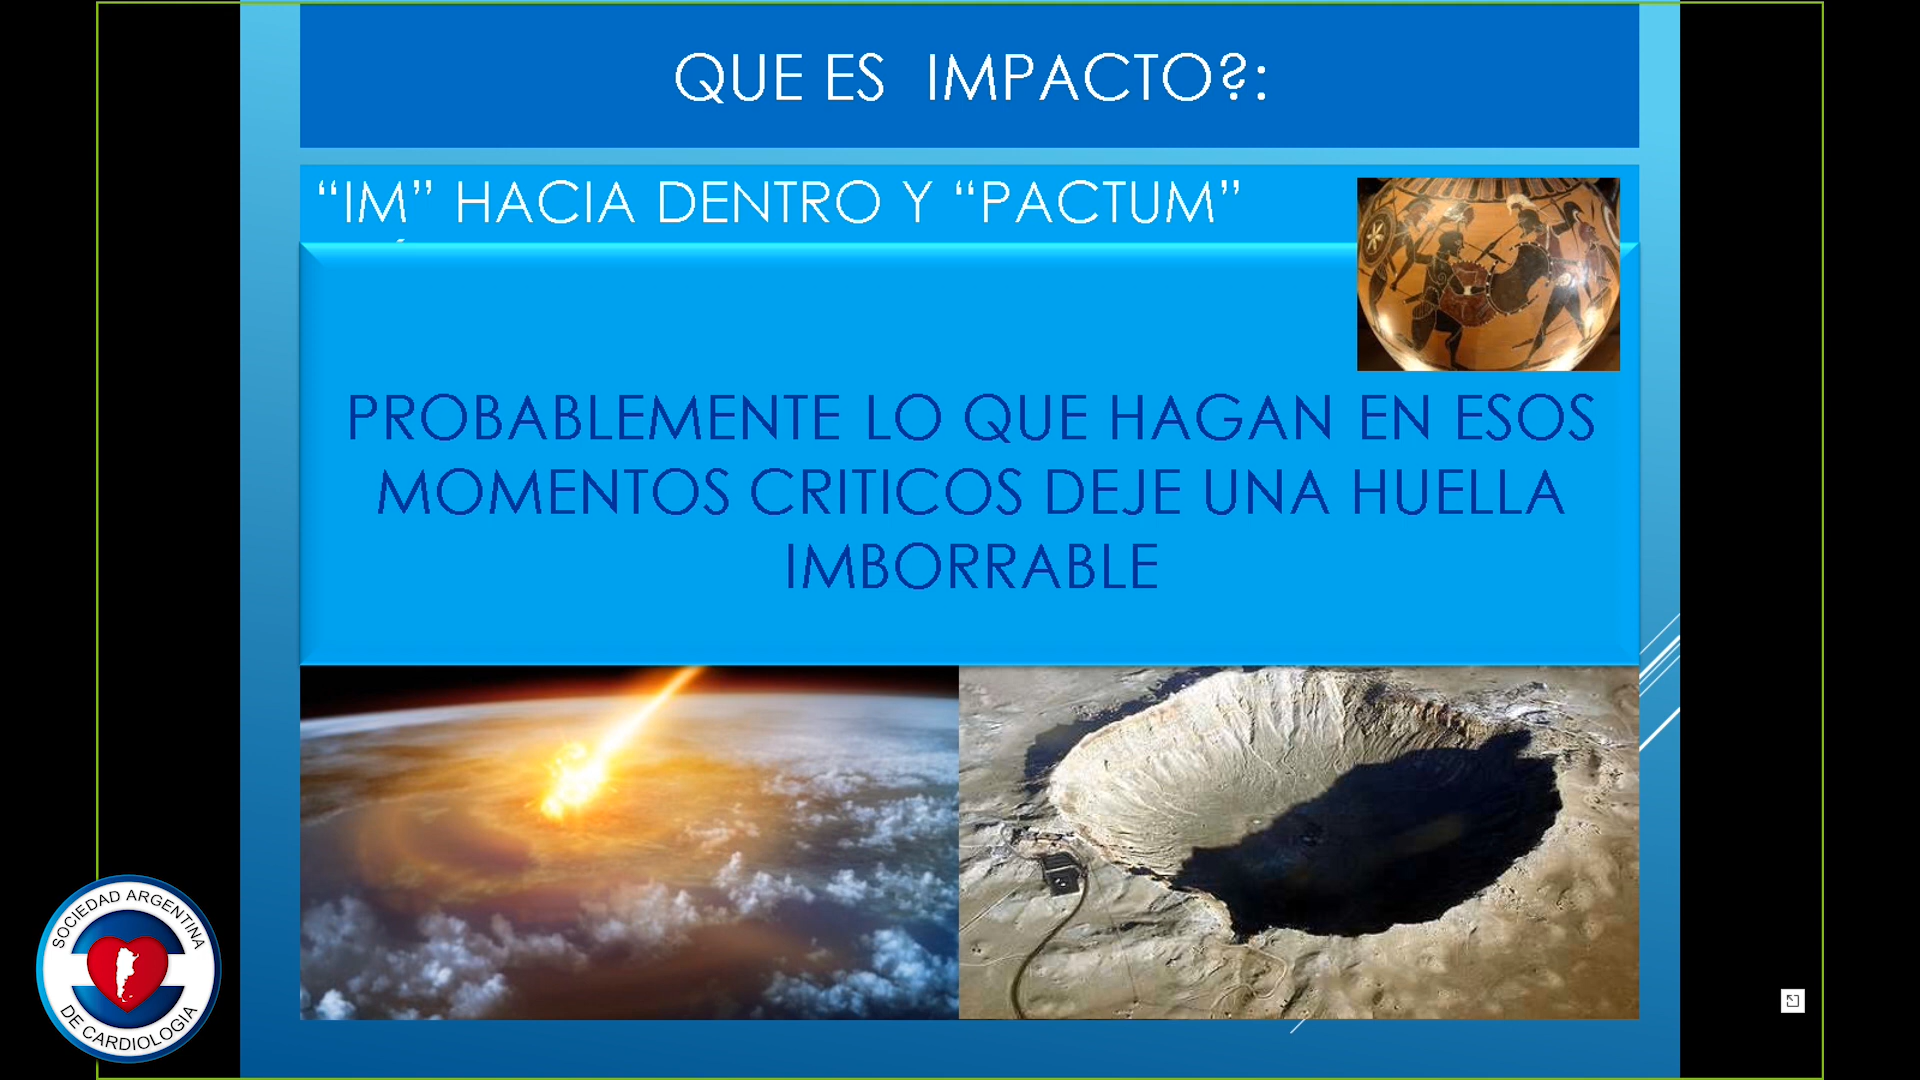 QUE ES IMPACTO?:
“IM” HACIA DENTRO Y “PACTUM”
PROBABLEMENTE LO QUE HAGAN EN ESOS
MOMENTOS CRITICOS DEJE UNA HUELLA
IMBORRABLE
SOCIEDAD ARGENTINA
DE CARDIOLOGIA